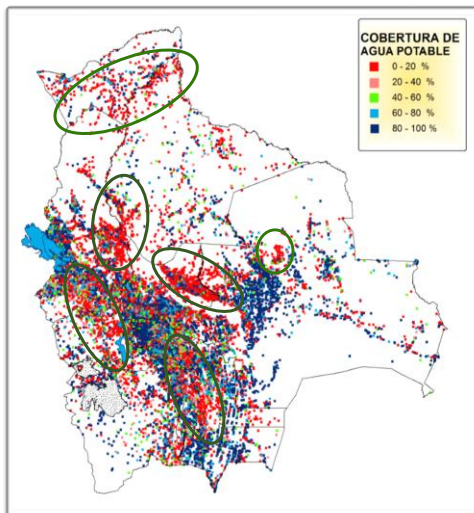 COBERTURA DE
AGUA POTABLE
0 - 20 %
20 - 40 %
40 - 60 %
60 - 80 %
80 - 100 %